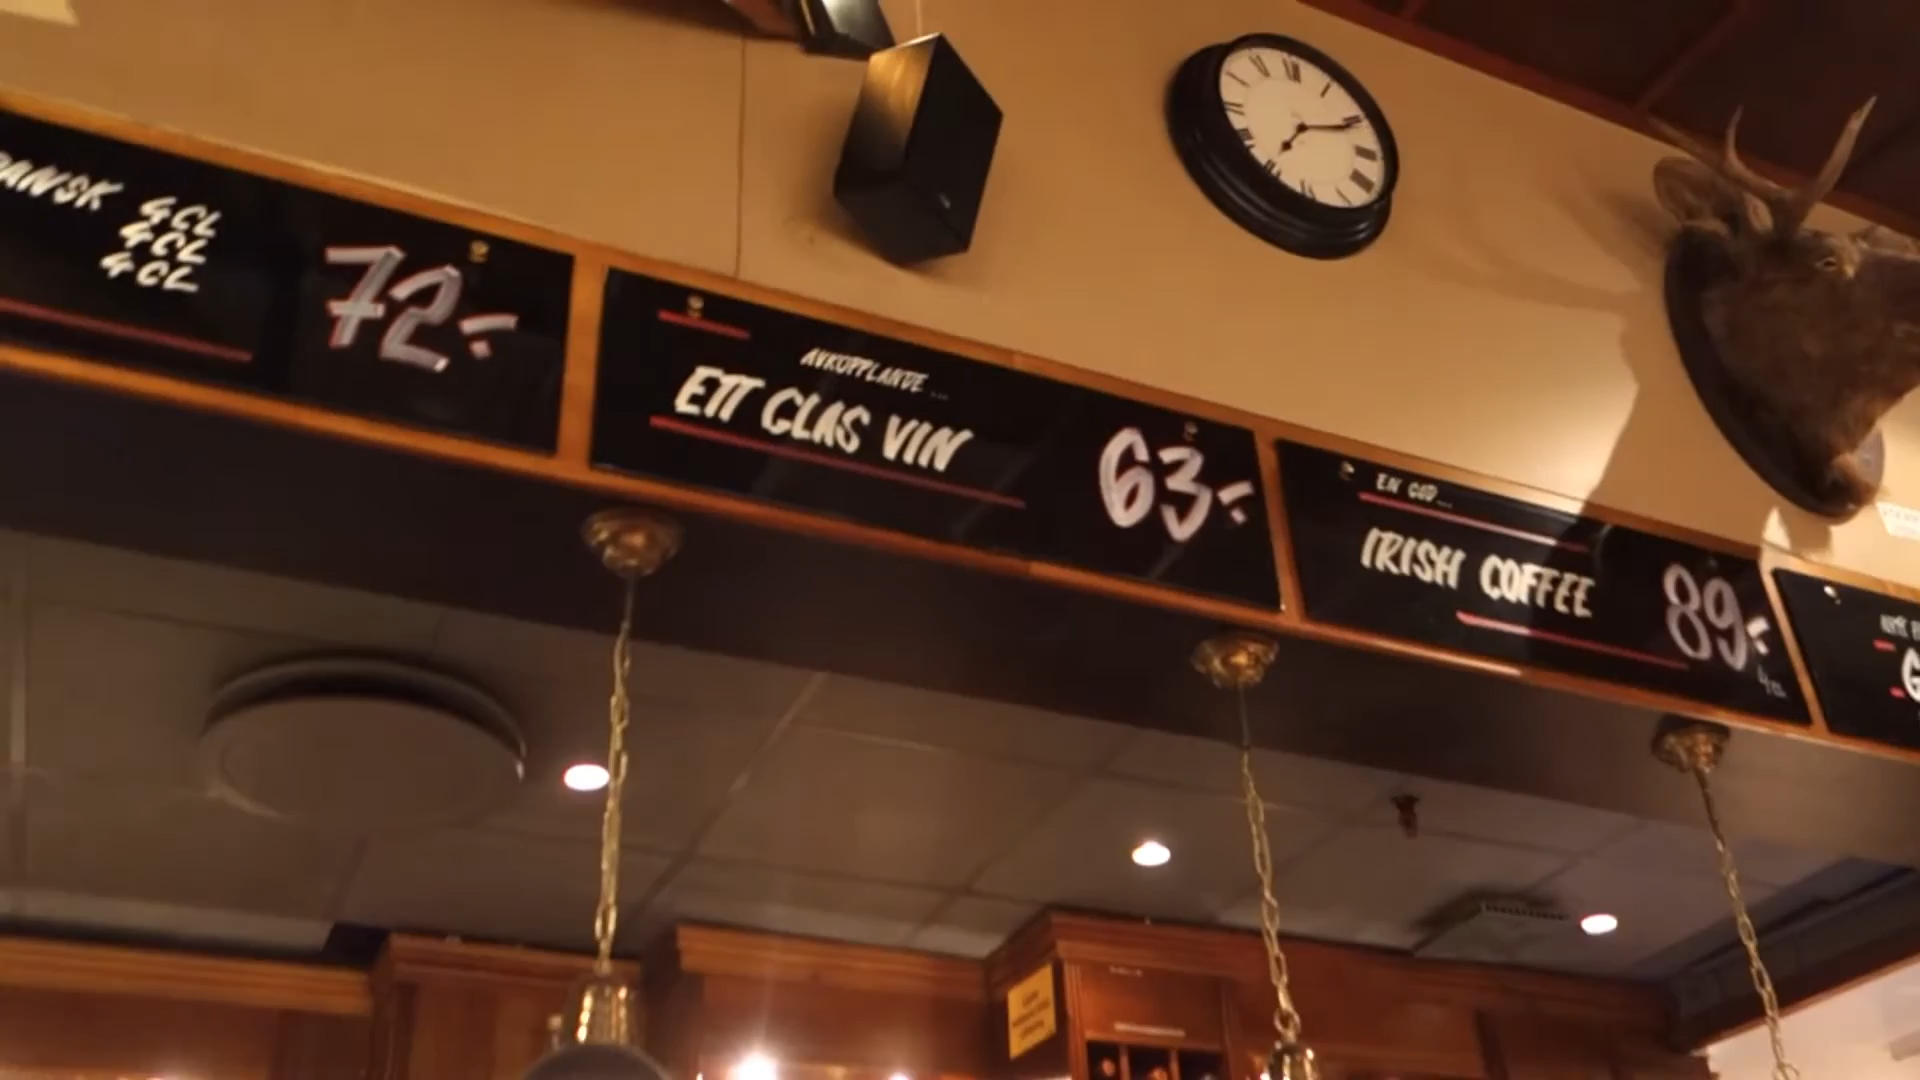 4CL
4CL
4CL
72:-
AVKOPPLANDE...
ETT GLAS VIN
63:-
EN GOD...
IRISH COFFEE
89:-